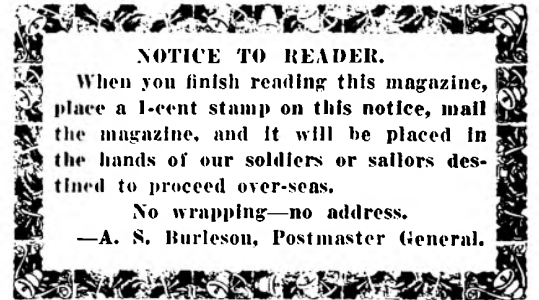 NOTICE TO READER.
When you finish reading this magazine,
place a 1-cent stamp on this notice, mail
the magazine, and it will be placed in
the hands of our soldiers or sailors des-
tined to proceed over-seas.
No wrapping—no address.
—A. S. Burleson, Postmaster General.